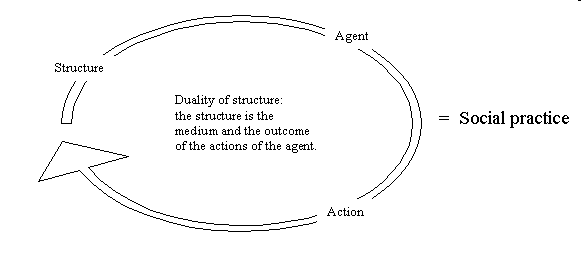 Agent
Structure
Duality of structure:
the structure is the
medium and the outcome
of the actions of the agent.
= Social practice
Action